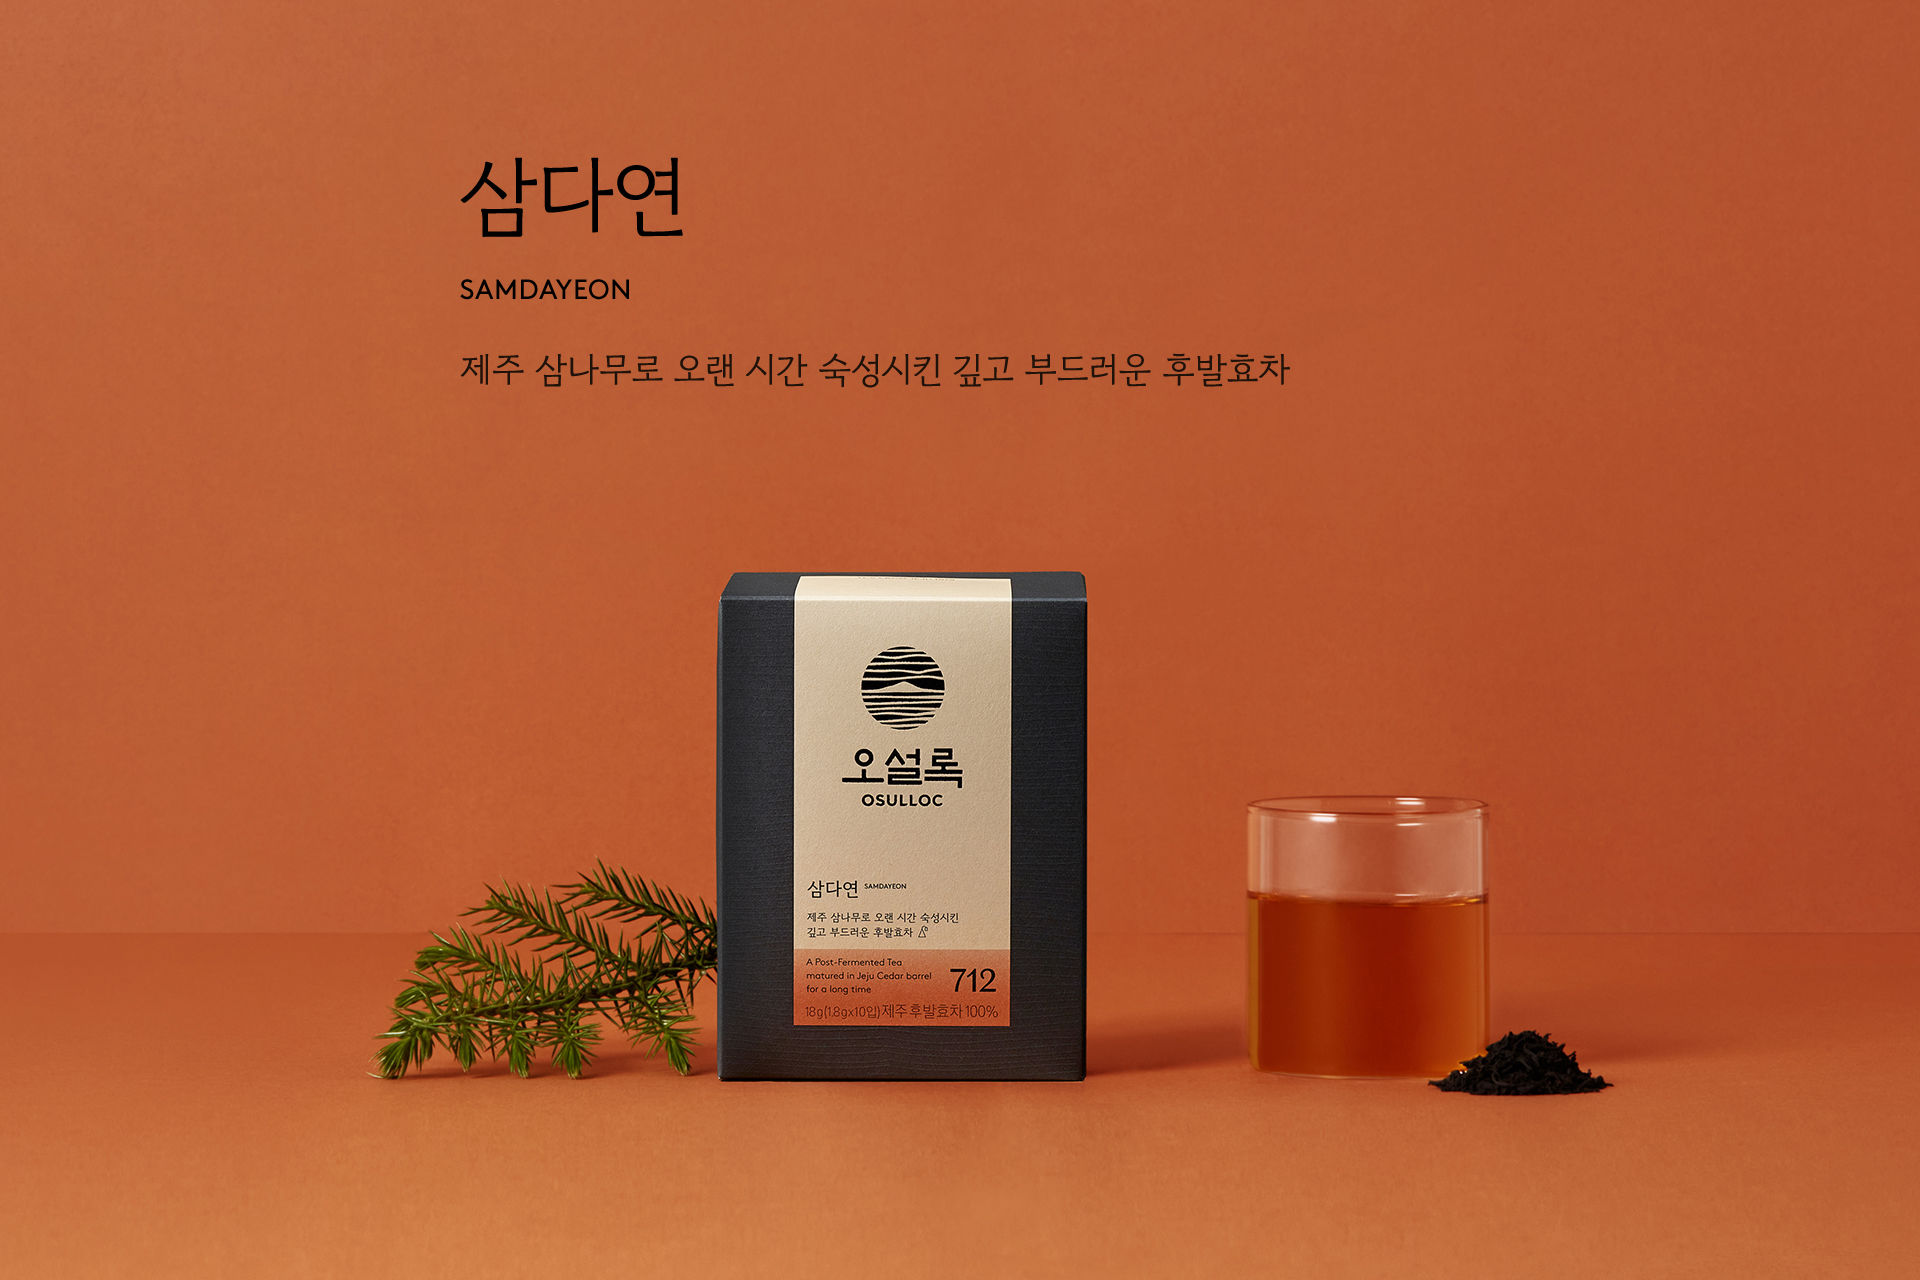 삼다연
SAMDAYEON
제주 삼나무로 오랜 시간 숙성시킨 깊고 부드러운 후발효차
오설록
OSULLOC
삼다연 SAMDAYEON
제주 삼나무로 오랜 시간 숙성시킨
깊고 부드러운 후발효차
A Post-Fermented Tea
matured in Jeju Cedar barrel
for a long time
712
18g(1.8gx10입)제주후발효차100%